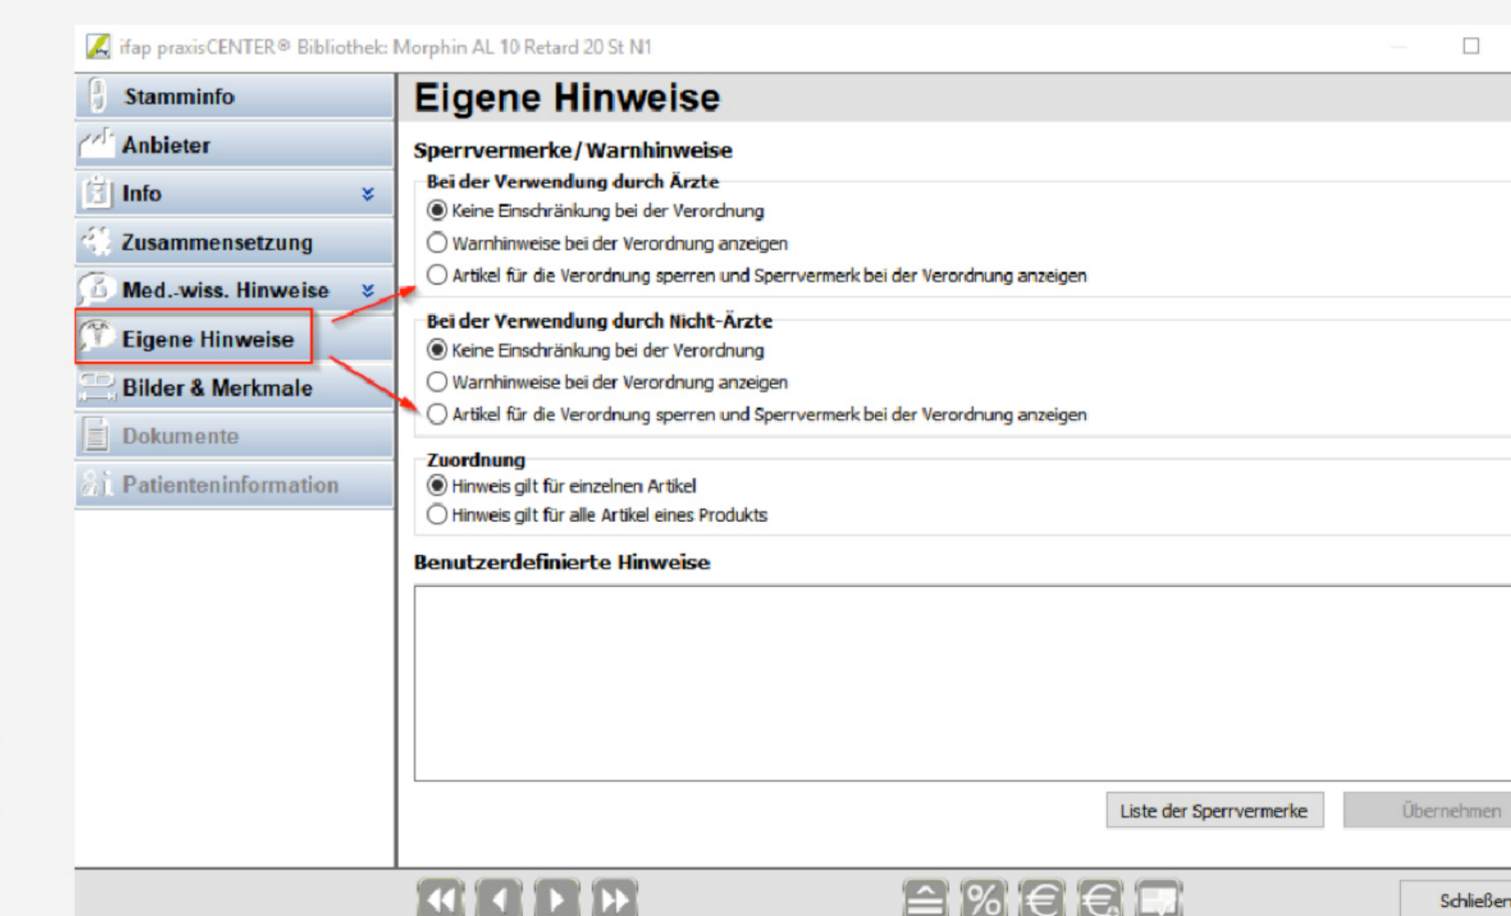 ifap praxisCENTER® Bibliothek: Morphin AL 10 Retard 20 St N1
Stamminfo
Anbieter
Info
Zusammensetzung
Med.-wiss. Hinweise
Eigene Hinweise
Bilder & Merkmale
Dokumente
Patienteninformation
Eigene Hinweise
Sperrvermerke/Warnhinweise
Bei der Verwendung durch Ärzte
Keine Einschränkung bei der Verordnung
Warnhinweise bei der Verordnung anzeigen
Artikel für die Verordnung sperren und Sperrvermerk bei der Verordnung anzeigen
Bei der Verwendung durch Nicht-Ärzte
Keine Einschränkung bei der Verordnung
Warnhinweise bei der Verordnung anzeigen
Artikel für die Verordnung sperren und Sperrvermerk bei der Verordnung anzeigen
Zuordnung
Hinweis gilt für einzelnen Artikel
Hinweis gilt für alle Artikel eines Produkts
Benutzerdefinierte Hinweise
Liste der Sperrvermerke
Übernehmen
% € €
Schließen